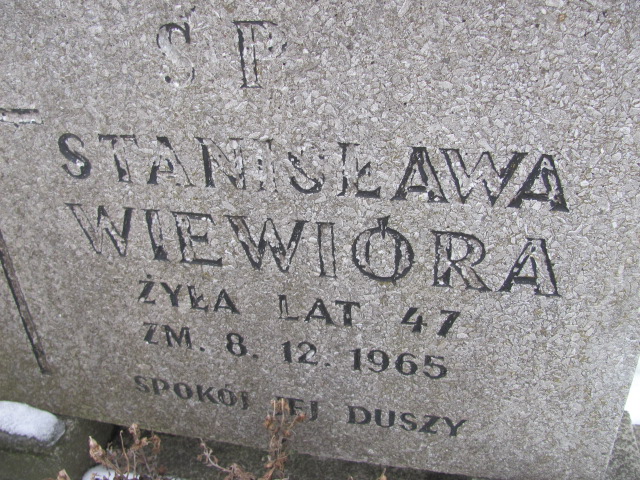 Ś P
STANISŁAWA
WIEWIÓRA
ŻYŁA LAT 47
ZM. 8. 12. 1965
SPOKÓJ JEJ DUSZY